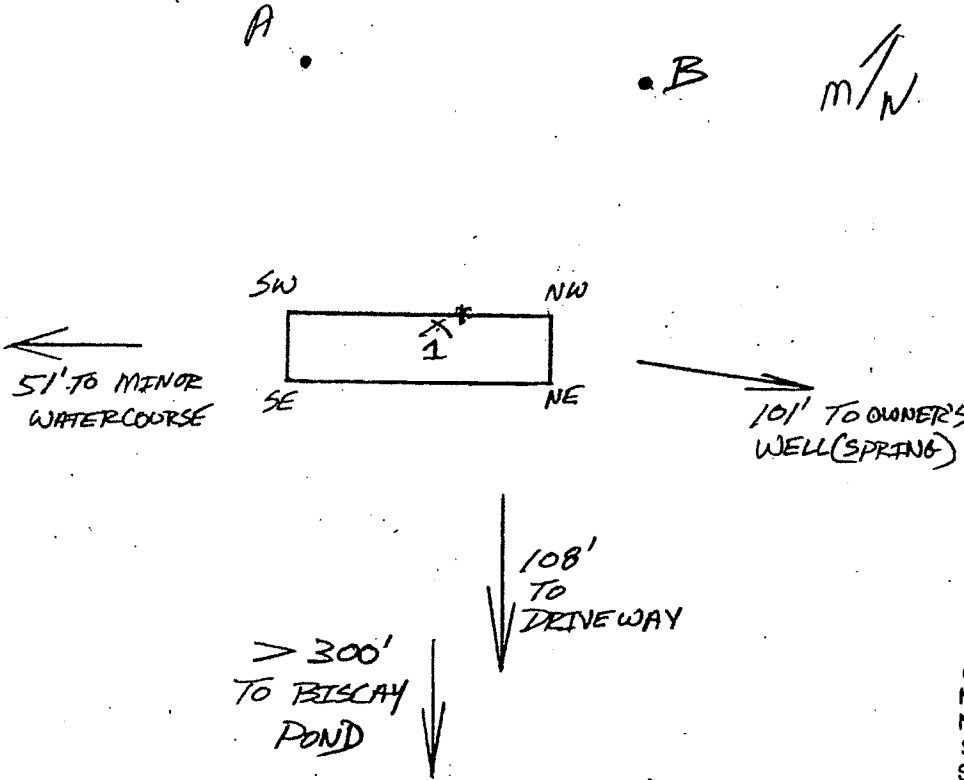 A
B
M/N
SW
NW
x
1
SE
NE
51' TO MINOR
WATERCOURSE
101' TO OWNER'S
WELL (SPRING)
108'
TO
DRIVEWAY
> 300'
TO BISCAY
POND